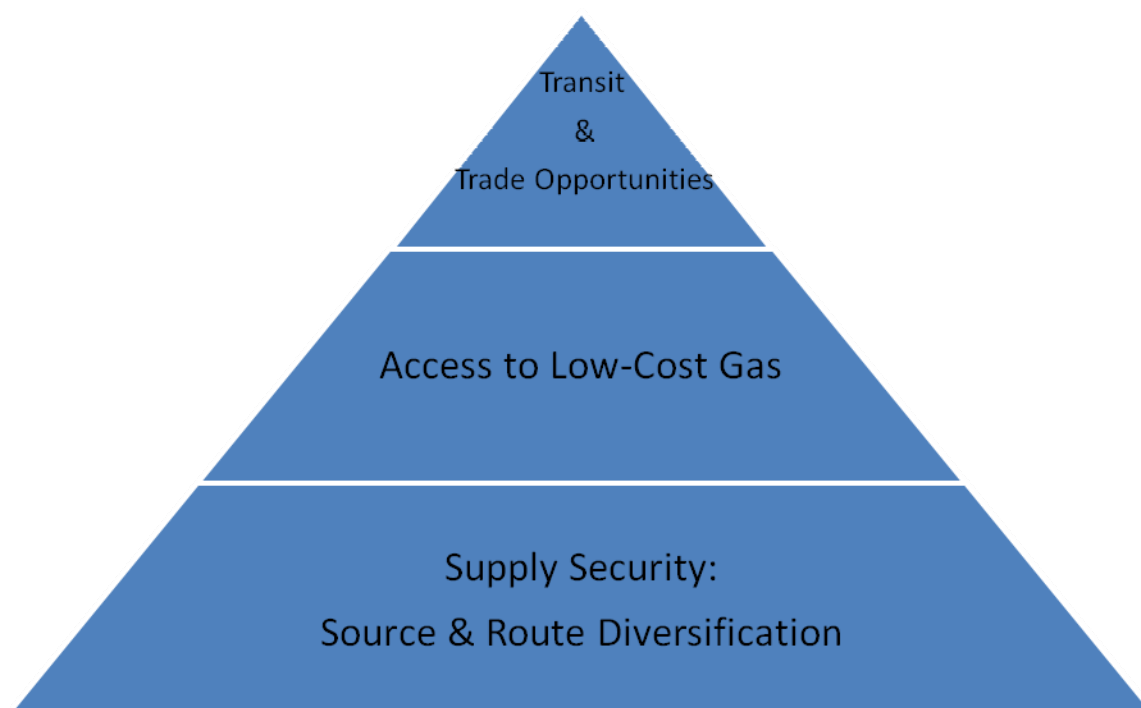 Transit
&
Trade Opportunities
Access to Low-Cost Gas
Supply Security:
Source & Route Diversification